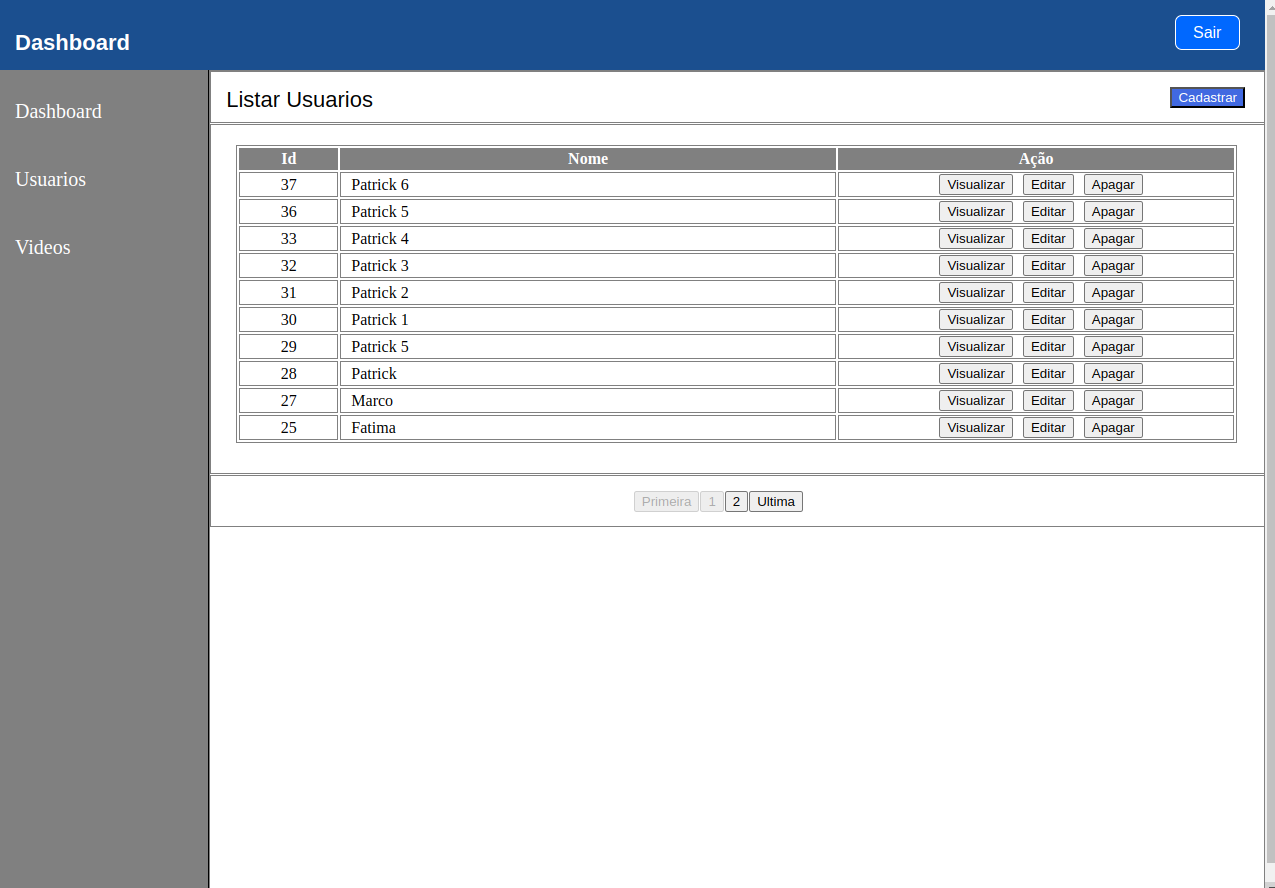 Dashboard
Sair
Dashboard
Usuarios
Videos
Listar Usuarios
Cadastrar
Id Nome Ação
37 Patrick 6 Visualizar Editar Apagar
36 Patrick 5 Visualizar Editar Apagar
33 Patrick 4 Visualizar Editar Apagar
32 Patrick 3 Visualizar Editar Apagar
31 Patrick 2 Visualizar Editar Apagar
30 Patrick 1 Visualizar Editar Apagar
29 Patrick 5 Visualizar Editar Apagar
28 Patrick Visualizar Editar Apagar
27 Marco Visualizar Editar Apagar
25 Fatima Visualizar Editar Apagar
Primeira 1 2 Ultima